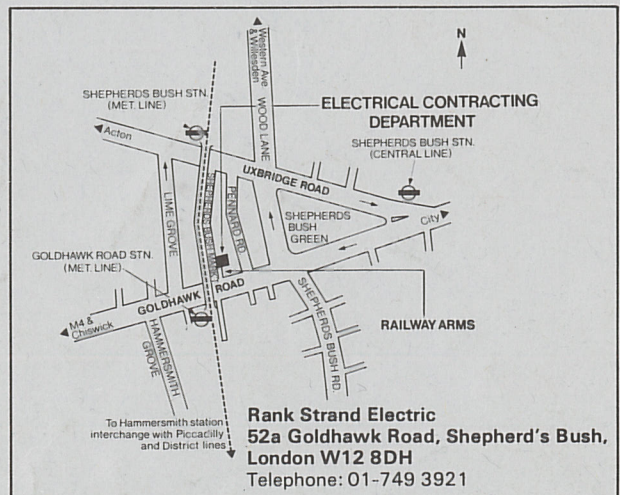 Western Ave.
& Willesden
WOOD LANE
N
SHEPHERDS BUSH STN.
(MET. LINE)
ELECTRICAL CONTRACTING
DEPARTMENT
Acton
SHEPHERDS BUSH STN.
(CENTRAL LINE)
UXBRIDGE ROAD
LIME GROVE
SHEPHERDS BUSH MARKET
PENNARD RD.
SHEPHERDS
BUSH
GREEN
City
GOLDHAWK ROAD STN.
(MET. LINE)
GOLDHAWK ROAD
SHEPHERDS BUSH RD.
M4 &
Chiswick
HAMMERSMITH
GROVE
RAILWAY ARMS
To Hammersmith station
interchange with Piccadilly
and District lines
Rank Strand Electric
52a Goldhawk Road, Shepherd's Bush,
London W12 8DH
Telephone: 01-749 3921